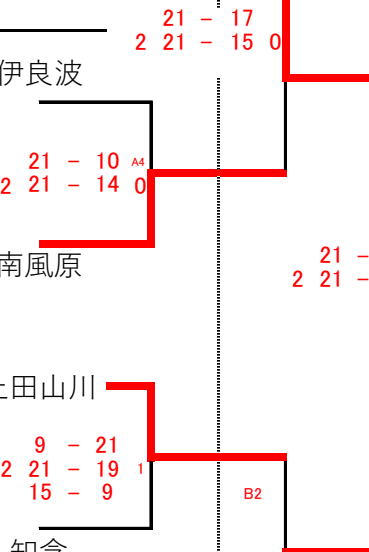 21 － 17
2 21 － 15 0
伊良波
21 － 10 A4
2 21 － 14 0
南風原
21 －
2 21 －
田山川
9 － 21
2 21 － 19 1
15 － 9
B2